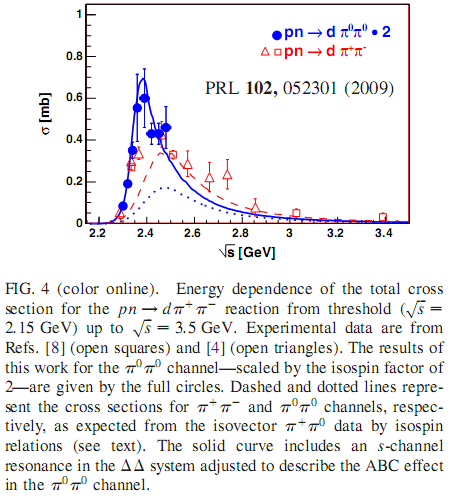 1
pn → d π⁰π⁰ • 2
pn → d π⁺π⁻
0.8
PRL 102, 052301 (2009)
σ [mb]
0.6
0.4
0.2
0
2.2 2.4 2.6 2.8 3 3.2 3.4
√s [GeV]
FIG. 4 (color online). Energy dependence of the total cross
section for the pn → dπ⁺π⁻ reaction from threshold (√s =
2.15 GeV) up to √s = 3.5 GeV. Experimental data are from
Refs. [8] (open squares) and [4] (open triangles). The results of
this work for the π⁰π⁰ channel—scaled by the isospin factor of
2—are given by the full circles. Dashed and dotted lines repre-
sent the cross sections for π⁺π⁻ and π⁰π⁰ channels, respec-
tively, as expected from the isovector π⁺π⁰ data by isospin
relations (see text). The solid curve includes an s-channel
resonance in the ΔΔ system adjusted to describe the ABC effect
in the π⁰π⁰ channel.